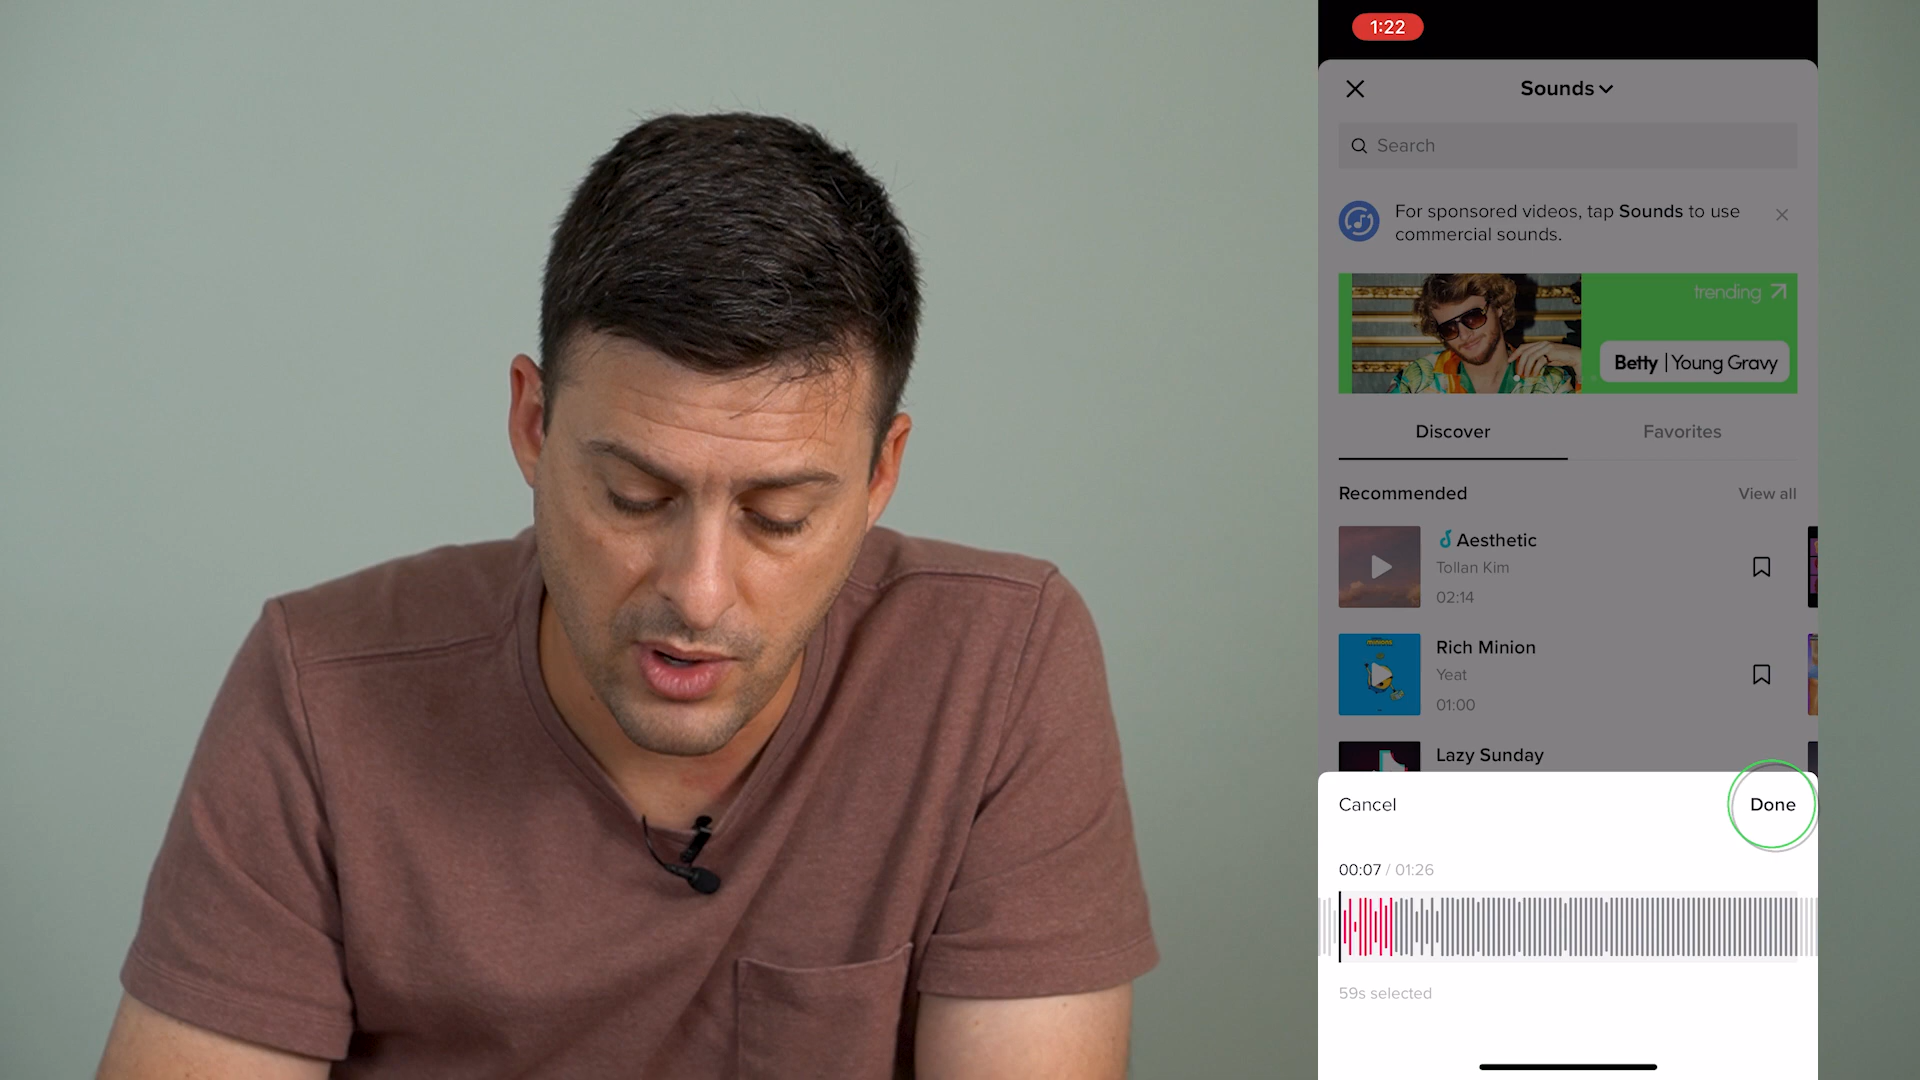 1:22
Sounds
Search
For sponsored videos, tap Sounds to use
commercial sounds.
trending
Betty | Young Gravy
Discover
Favorites
Recommended
View all
Aesthetic
Tollan Kim
02:14
Rich Minion
Yeat
01:00
Lazy Sunday
Cancel
Done
00:07 / 01:26
59s selected